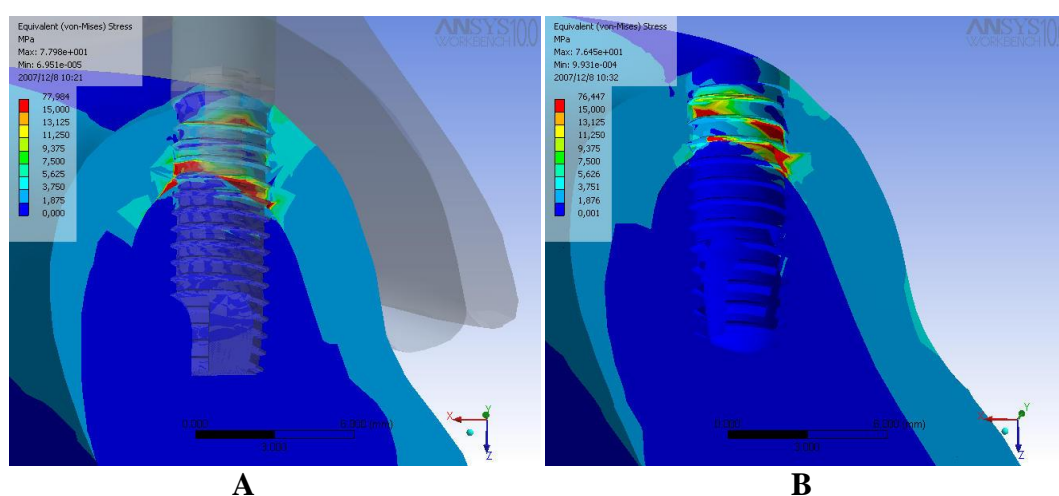 Equivalent (von-Mises) Stress
MPa
Max: 7.798e+001
Min: 6.951e-005
2007/12/8 10:21
77,984
15,000
13,125
11,250
9,375
7,500
5,625
3,750
1,875
0,000
ANSYS
WORKBENCH 10.0
0.000
6.000 (mm)
3.000
X
Y
Z
A
Equivalent (von-Mises) Stress
MPa
Max: 7.645e+001
Min: 9.931e-004
2007/12/8 10:32
76,447
15,000
13,125
11,250
9,375
7,500
5,626
3,751
1,876
0,001
ANSYS
WORKBENCH 10.0
0.000
6.000 (mm)
3.000
Y
Z
B